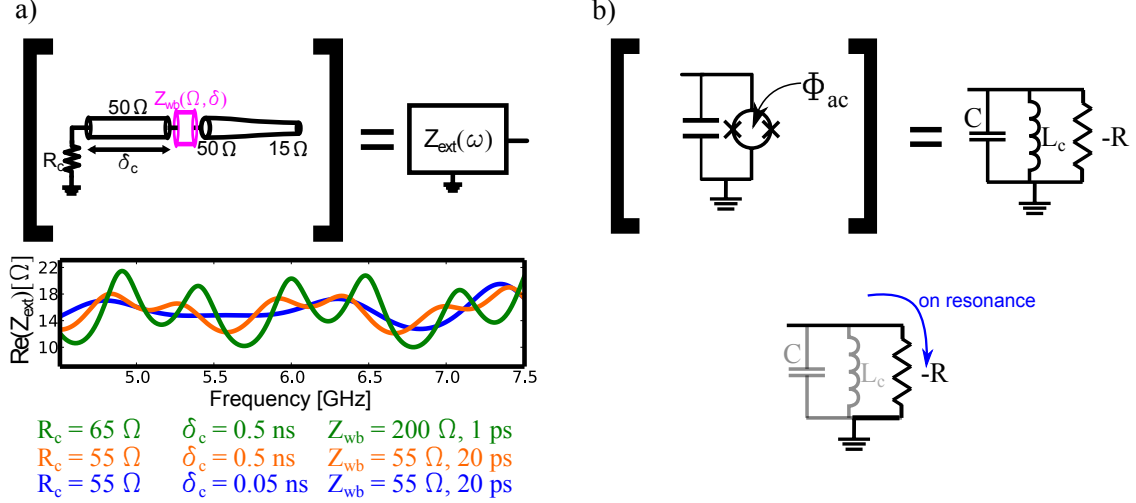 a)
50 Ω
Z_wb(Ω, δ)
R_c
δ_c
50 Ω
15 Ω
=
Z_ext(ω)
Re(Z_ext)[Ω]
22
18
14
10
5.0 5.5 6.0 6.5 7.0 7.5
Frequency [GHz]
R_c = 65 Ω δ_c = 0.5 ns Z_wb = 200 Ω, 1 ps
R_c = 55 Ω δ_c = 0.5 ns Z_wb = 55 Ω, 20 ps
R_c = 55 Ω δ_c = 0.05 ns Z_wb = 55 Ω, 20 ps
b)
Φ_ac
=
C
L_c
-R
on resonance
C
L_c
-R